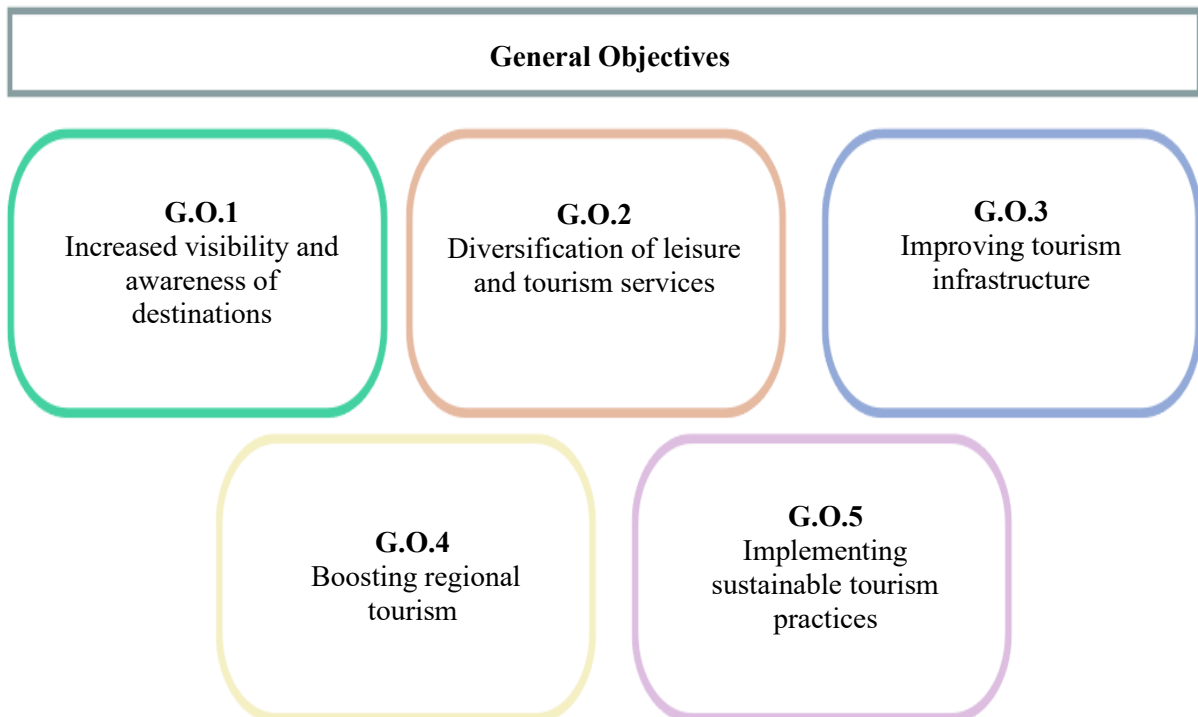 General Objectives
G.O.1
Increased visibility and
awareness of
destinations
G.O.2
Diversification of leisure
and tourism services
G.O.3
Improving tourism
infrastructure
G.O.4
Boosting regional
tourism
G.O.5
Implementing
sustainable tourism
practices